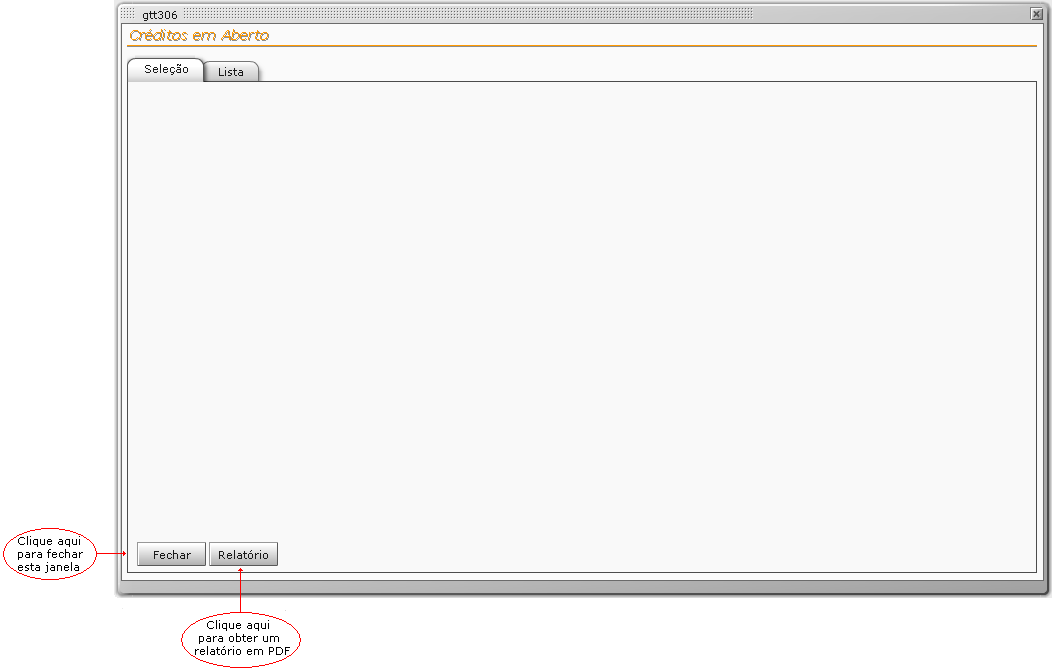 gtt306
Créditos em Aberto
Seleção
Lista
Clique aqui
para fechar
esta janela
Fechar
Relatório
Clique aqui
para obter um
relatório em PDF